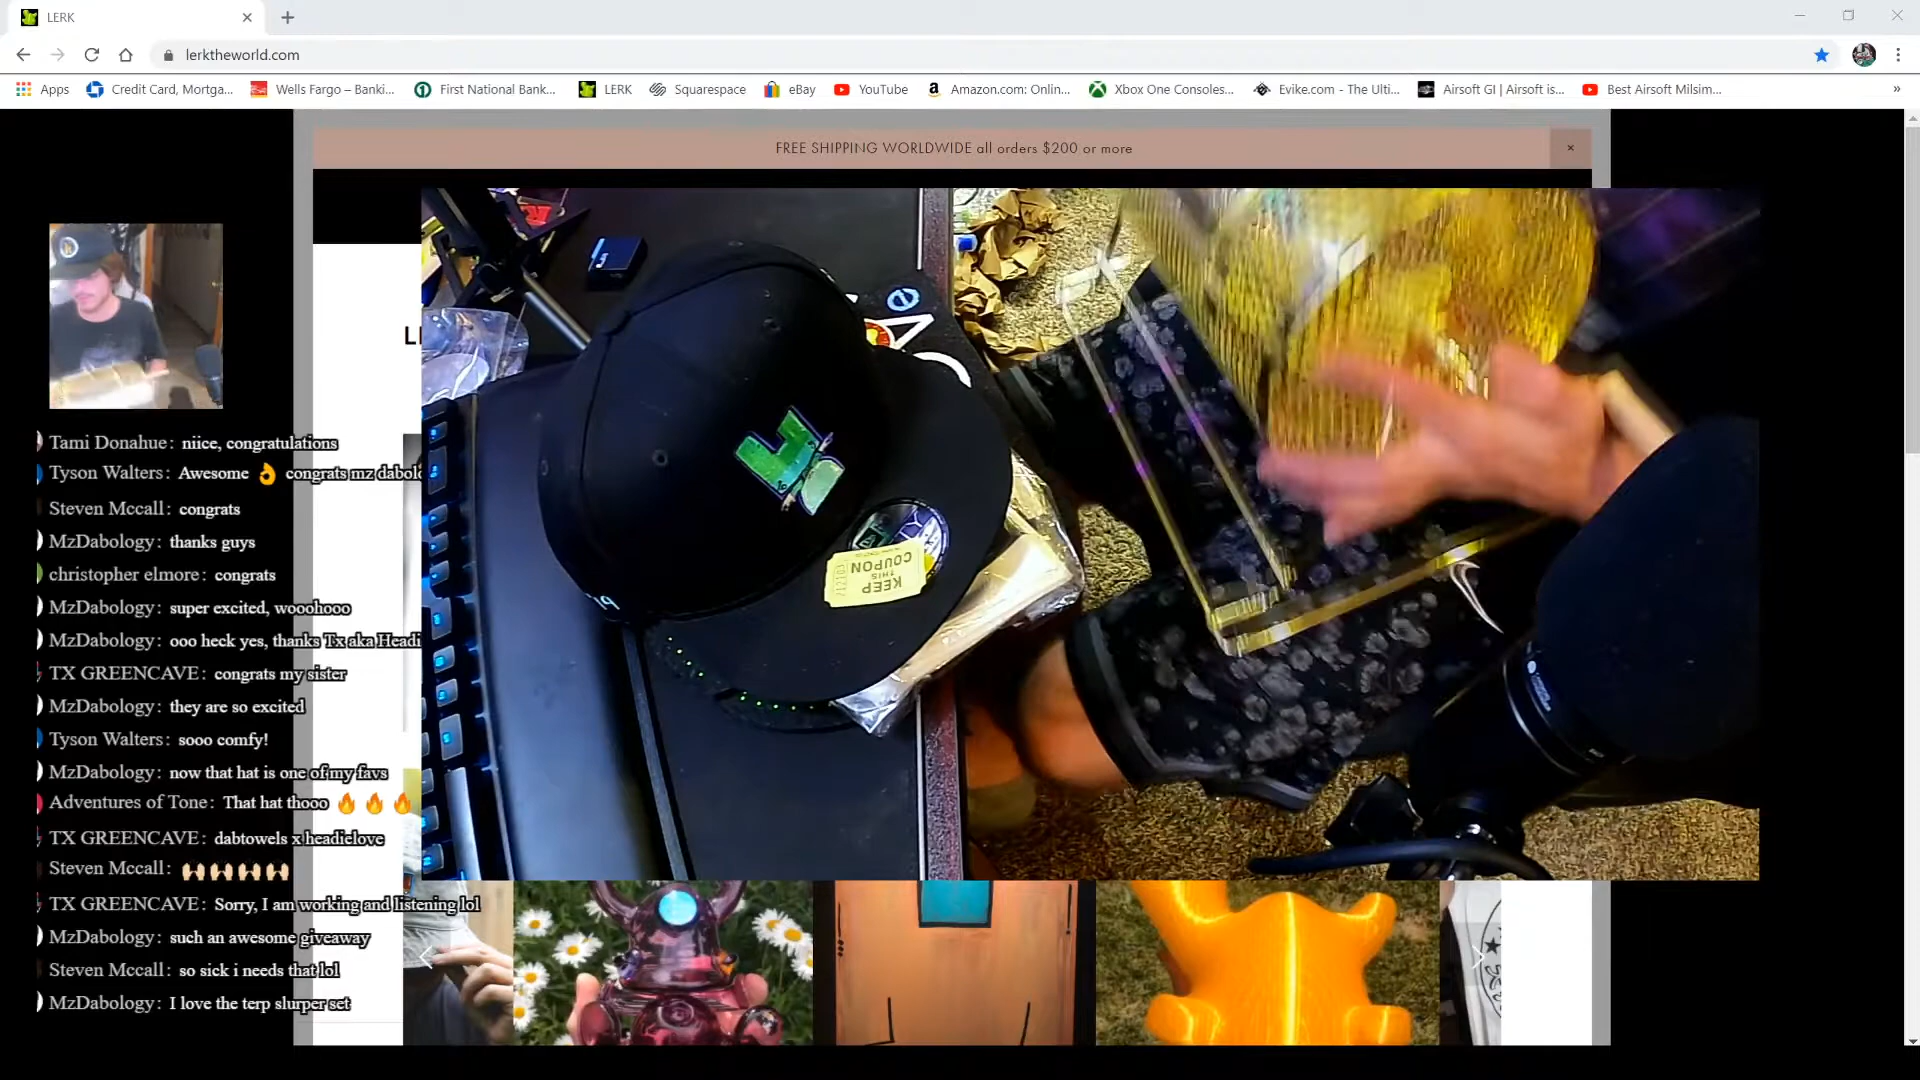 LERK
lerktheworld.com
Apps
Credit Card, Mortga...
Wells Fargo – Banki...
First National Bank...
LERK
Squarespace
eBay
YouTube
Amazon.com: Onlin...
Xbox One Consoles...
Evike.com - The Ulti...
Airsoft GI | Airsoft is...
Best Airsoft Milsim...
FREE SHIPPING WORLDWIDE all orders $200 or more
KEEP
THIS
COUPON
19
Tami Donahue: niice, congratulations
Tyson Walters: Awesome 👌 congrats mz dabolo
Steven Mccall: congrats
MzDabology: thanks guys
christopher elmore: congrats
MzDabology: super excited, wooohooo
MzDabology: ooo heck yes, thanks Tx aka Headi
TX GREENCAVE: congrats my sister
MzDabology: they are so excited
Tyson Walters: sooo comfy!
MzDabology: now that hat is one of my favs
Adventures of Tone: That hat thooo 🔥 🔥 🔥
TX GREENCAVE: dabtowels x headielove
Steven Mccall: 🙌🏻🙌🏻🙌🏻🙌🏻
TX GREENCAVE: Sorry, I am working and listening lol
MzDabology: such an awesome giveaway
Steven Mccall: so sick i needs that lol
MzDabology: I love the terp slurper set